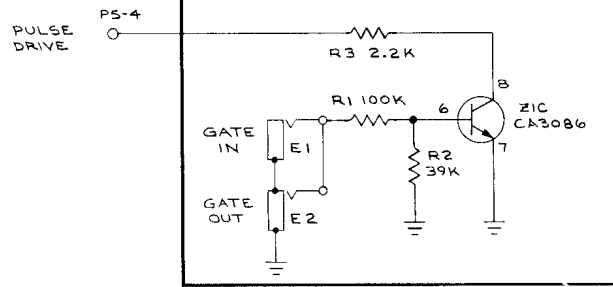 P5-4
PULSE
DRIVE
R3 2.2K
8
R1 100K
6
Z1C
CA3086
7
GATE
IN
E1
R2
39K
GATE
OUT
E2